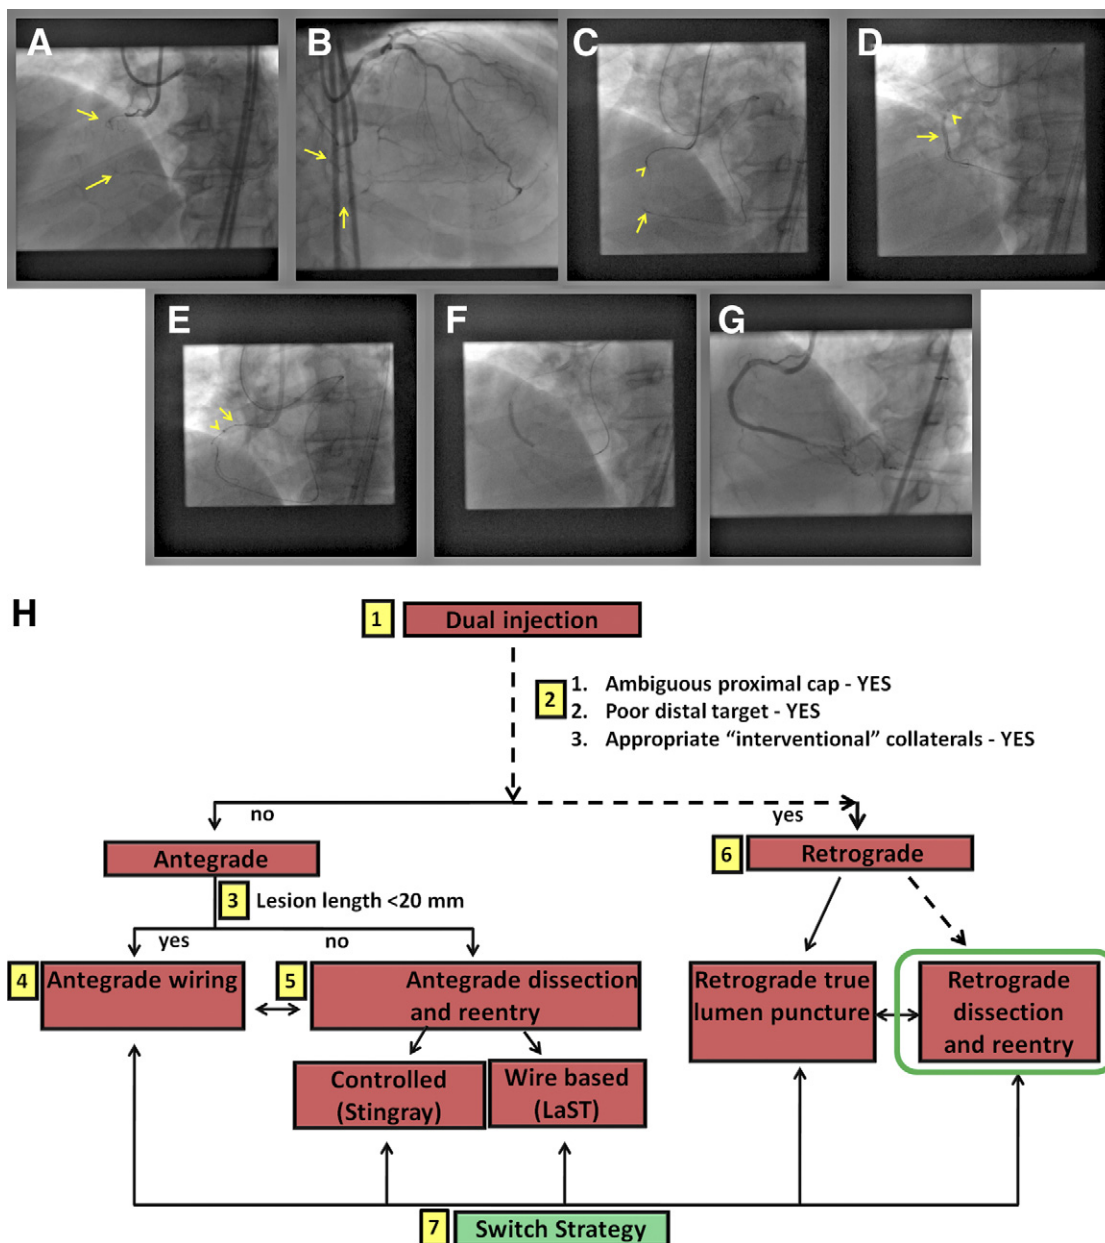 A
B
C
D
E
F
G
H
1
Dual injection
2
1. Ambiguous proximal cap - YES
2. Poor distal target - YES
3. Appropriate “interventional” collaterals - YES
no
yes
Antegrade
6
Retrograde
3
Lesion length <20 mm
yes
no
4
Antegrade wiring
5
Antegrade dissection
and reentry
Retrograde true
lumen puncture
Retrograde
dissection
and reentry
Controlled
(Stingray)
Wire based
(LaST)
7
Switch Strategy